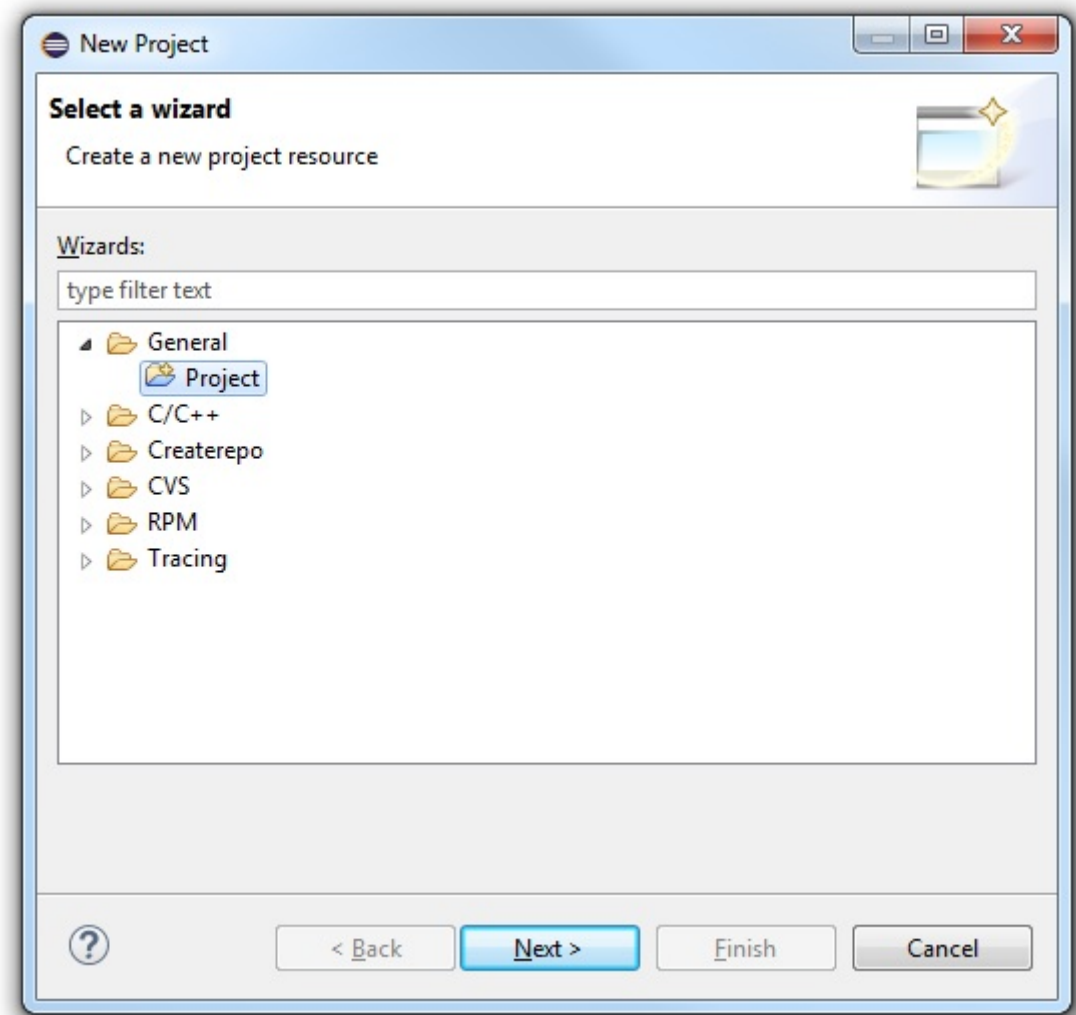 New Project
Select a wizard
Create a new project resource
Wizards:
type filter text
General
Project
C/C++
Createrepo
CVS
RPM
Tracing
? < Back Next > Finish Cancel